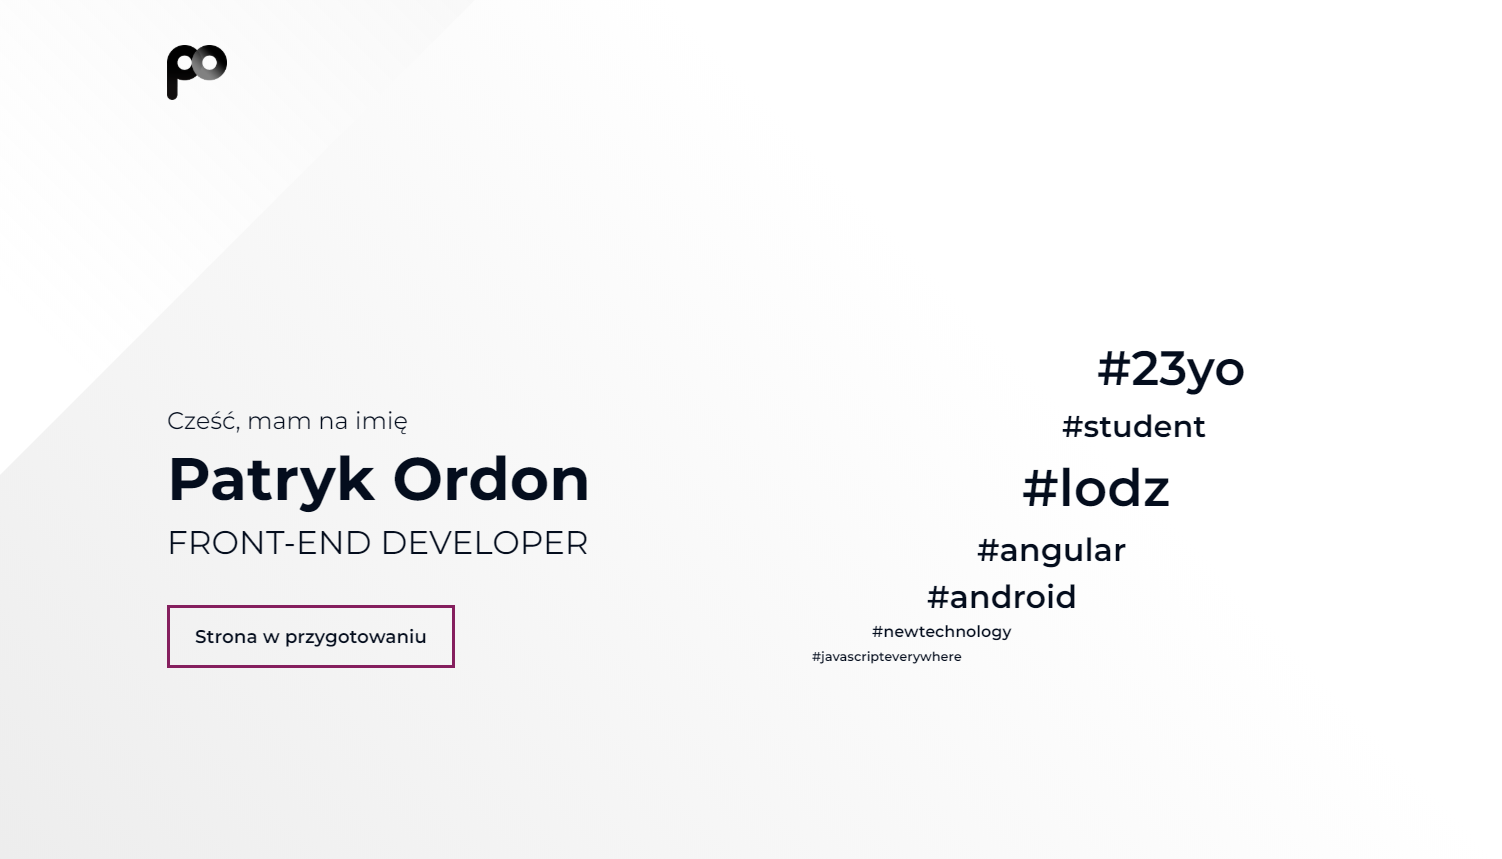 po
Cześć, mam na imię
Patryk Ordon
FRONT-END DEVELOPER
Strona w przygotowaniu
#23yo
#student
#lodz
#angular
#android
#newtechnology
#javascripteverywhere